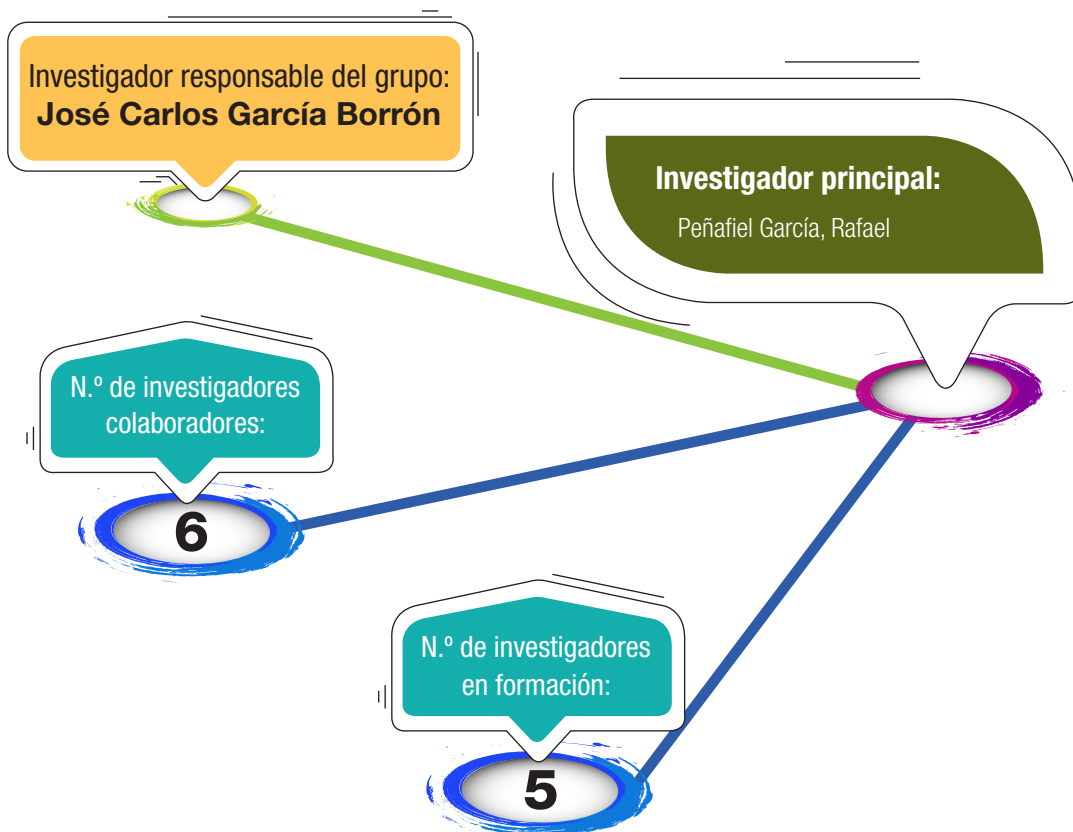 Investigador responsable del grupo:
José Carlos García Borrón
Investigador principal:
Peñafiel García, Rafael
N.º de investigadores
colaboradores:
6
N.º de investigadores
en formación:
5